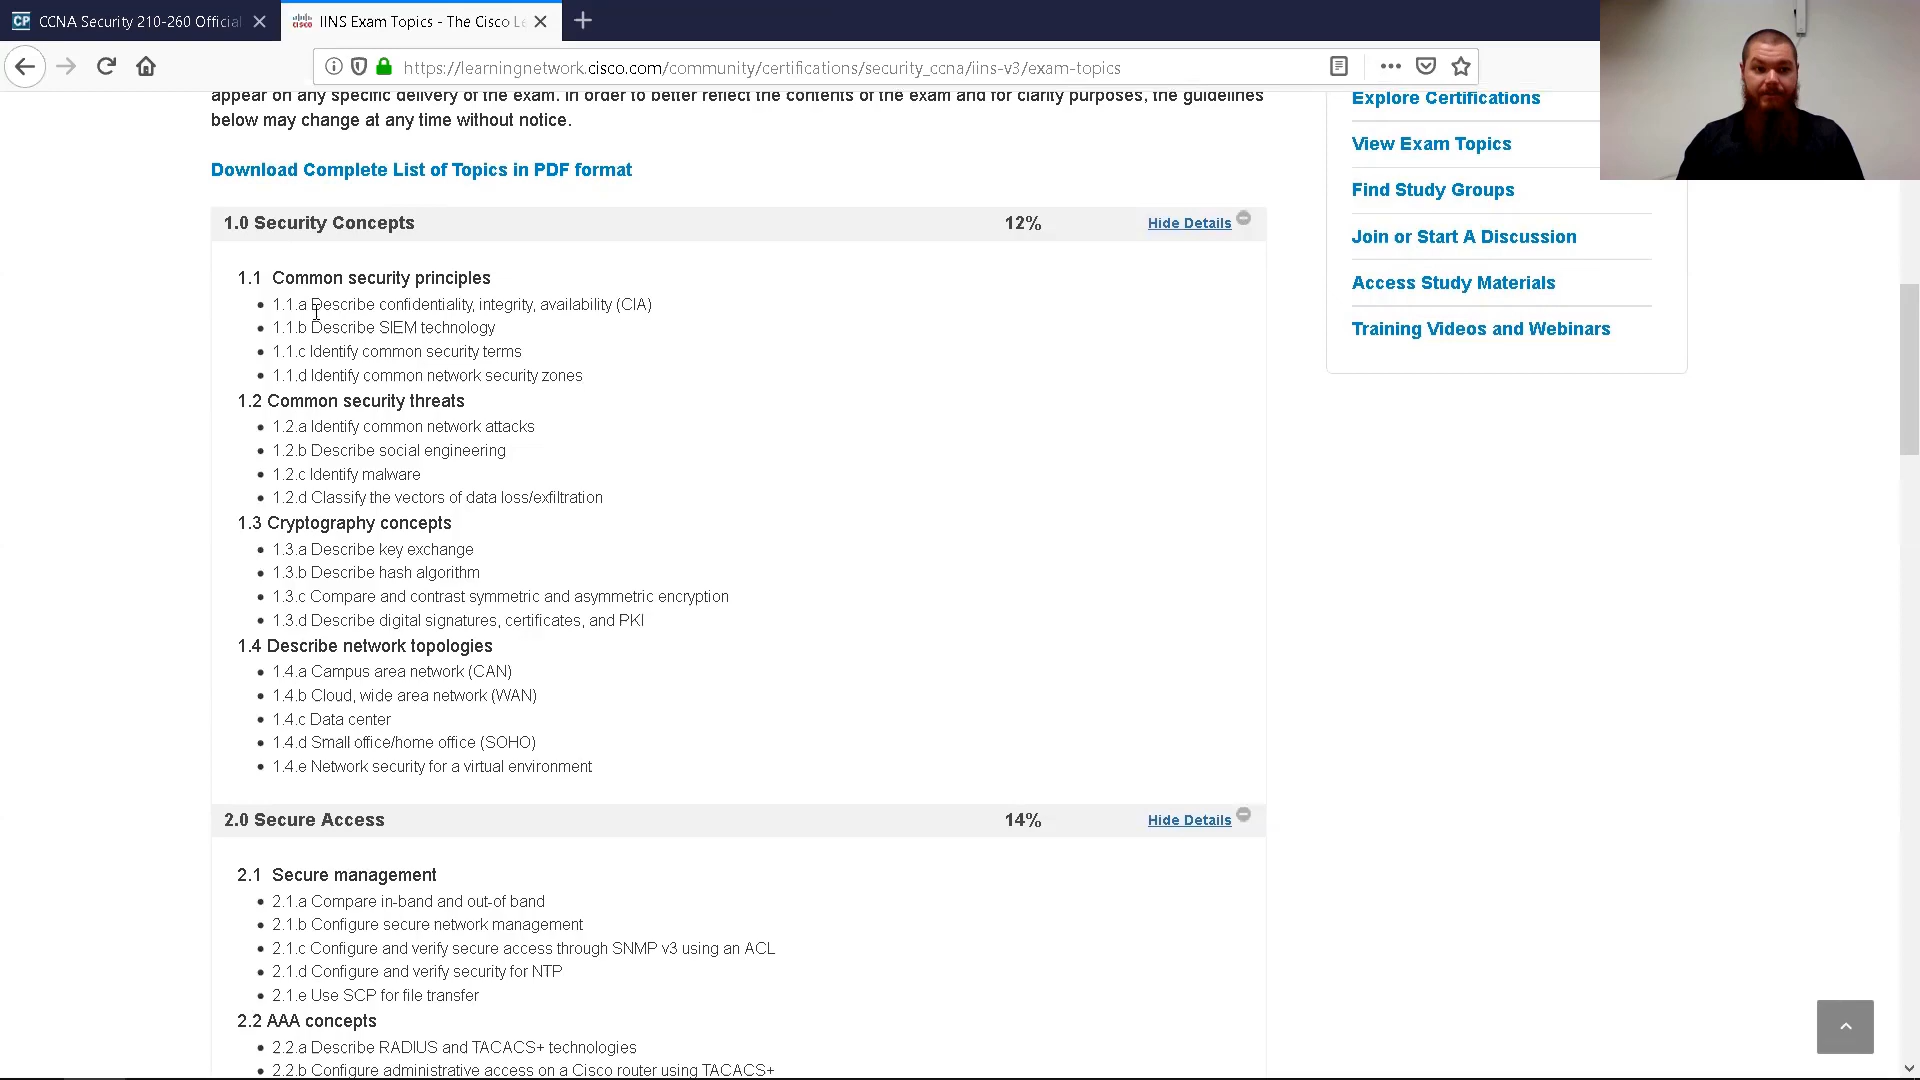 CCNA Security 210-260 Official
IINS Exam Topics - The Cisco Le
https://learningnetwork.cisco.com/community/certifications/security_ccna/iins-v3/exam-topics
appear on any specific delivery of the exam. In order to better reflect the contents of the exam and for clarity purposes, the guidelines
below may change at any time without notice.
Download Complete List of Topics in PDF format
1.0 Security Concepts 12% Hide Details
1.1 Common security principles
1.1.a Describe confidentiality, integrity, availability (CIA)
1.1.b Describe SIEM technology
1.1.c Identify common security terms
1.1.d Identify common network security zones
1.2 Common security threats
1.2.a Identify common network attacks
1.2.b Describe social engineering
1.2.c Identify malware
1.2.d Classify the vectors of data loss/exfiltration
1.3 Cryptography concepts
1.3.a Describe key exchange
1.3.b Describe hash algorithm
1.3.c Compare and contrast symmetric and asymmetric encryption
1.3.d Describe digital signatures, certificates, and PKI
1.4 Describe network topologies
1.4.a Campus area network (CAN)
1.4.b Cloud, wide area network (WAN)
1.4.c Data center
1.4.d Small office/home office (SOHO)
1.4.e Network security for a virtual environment
2.0 Secure Access 14% Hide Details
2.1 Secure management
2.1.a Compare in-band and out-of band
2.1.b Configure secure network management
2.1.c Configure and verify secure access through SNMP v3 using an ACL
2.1.d Configure and verify security for NTP
2.1.e Use SCP for file transfer
2.2 AAA concepts
2.2.a Describe RADIUS and TACACS+ technologies
2.2.b Configure administrative access on a Cisco router using TACACS+
Explore Certifications
View Exam Topics
Find Study Groups
Join or Start A Discussion
Access Study Materials
Training Videos and Webinars